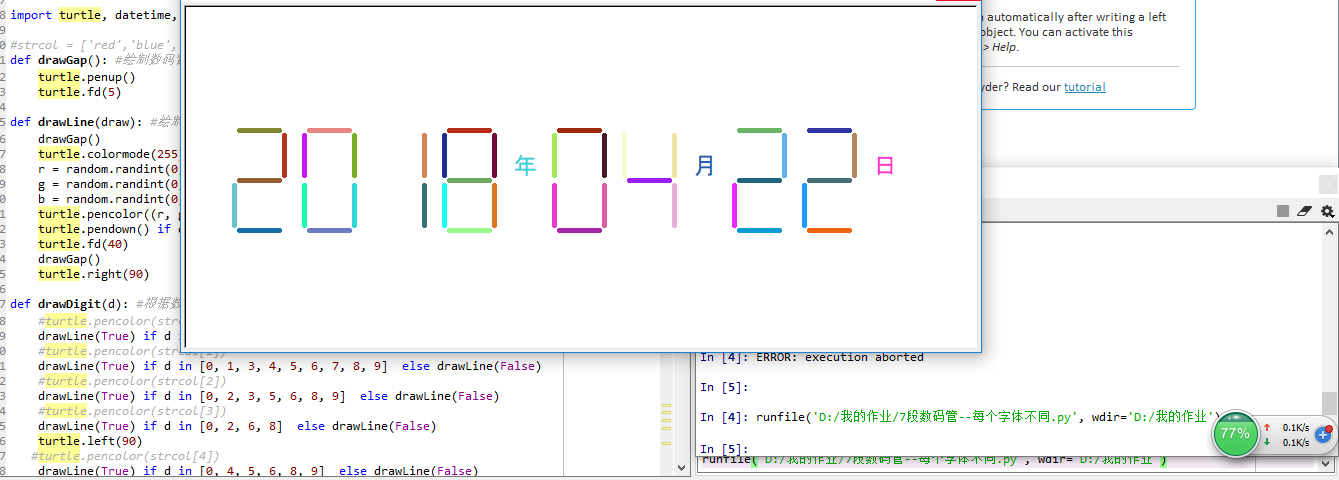 import turtle, datetime,
#strcol = ['red','blue',
def drawGap(): #绘制数码管
turtle.penup()
turtle.fd(5)
def drawLine(draw): #绘制
drawGap()
turtle.colormode(255
r = random.randint(0
g = random.randint(0
b = random.randint(0
turtle.pencolor((r, g
turtle.pendown() if
turtle.fd(40)
drawGap()
turtle.right(90)
def drawDigit(d): #根据数
#turtle.pencolor(strc
drawLine(True) if d in
#turtle.pencolor(strcol[1])
drawLine(True) if d in [0, 1, 3, 4, 5, 6, 7, 8, 9] else drawLine(False)
#turtle.pencolor(strcol[2])
drawLine(True) if d in [0, 2, 3, 5, 6, 8, 9] else drawLine(False)
#turtle.pencolor(strcol[3])
drawLine(True) if d in [0, 2, 6, 8] else drawLine(False)
turtle.left(90)
#turtle.pencolor(strcol[4])
drawLine(True) if d in [0, 4, 5, 6, 8, 9] else drawLine(False)
2018年04月22日
automatically after writing a left
object. You can activate this
> Help.
yder? Read our tutorial
In [4]: ERROR: execution aborted
In [5]:
In [4]: runfile('D:/我的作业/7段数码管--每个字体不同.py', wdir='D:/我的作业')
In [5]:
runfile('D:/我的作业/7段数码管--每个字体不同.py', wdir='D:/我的作业')
77%
0.1K/s
0.1K/s